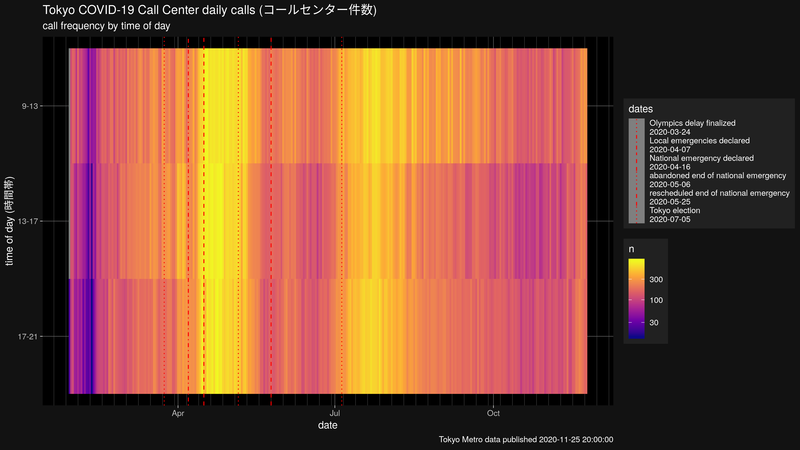 Tokyo COVID-19 Call Center daily calls (コールセンター件数)
call frequency by time of day
time of day (時間帯)
9-13
13-17
17-21
Apr
Jul
Oct
date
dates
Olympics delay finalized
2020-03-24
Local emergencies declared
2020-04-07
National emergency declared
2020-04-16
abandoned end of national emergency
2020-05-06
rescheduled end of national emergency
2020-05-25
Tokyo election
2020-07-05
n
300
100
30
Tokyo Metro data published 2020-11-25 20:00:00